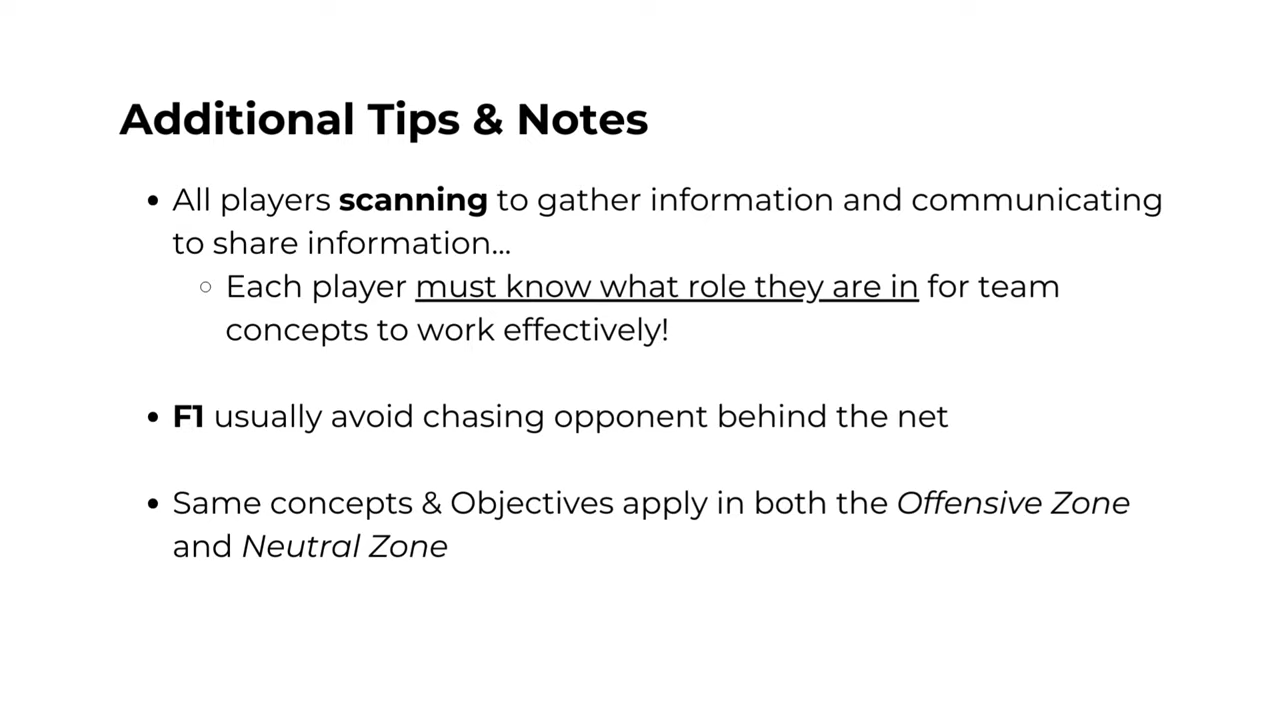 Additional Tips & Notes
All players scanning to gather information and communicating
to share information...
Each player must know what role they are in for team
concepts to work effectively!
F1 usually avoid chasing opponent behind the net
Same concepts & Objectives apply in both the Offensive Zone
and Neutral Zone